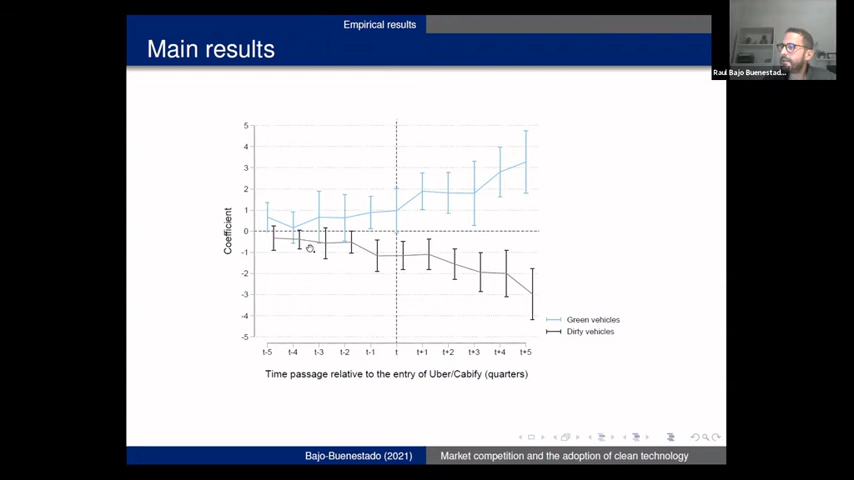 Empirical results
Main results
Raul Bajo Buenestad...
5
4
3
2
1
0
-1
-2
-3
-4
-5
Coefficient
t-5 t-4 t-3 t-2 t-1 t t+1 t+2 t+3 t+4 t+5
Time passage relative to the entry of Uber/Cabify (quarters)
Green vehicles
Dirty vehicles
Bajo-Buenestado (2021) Market competition and the adoption of clean technology